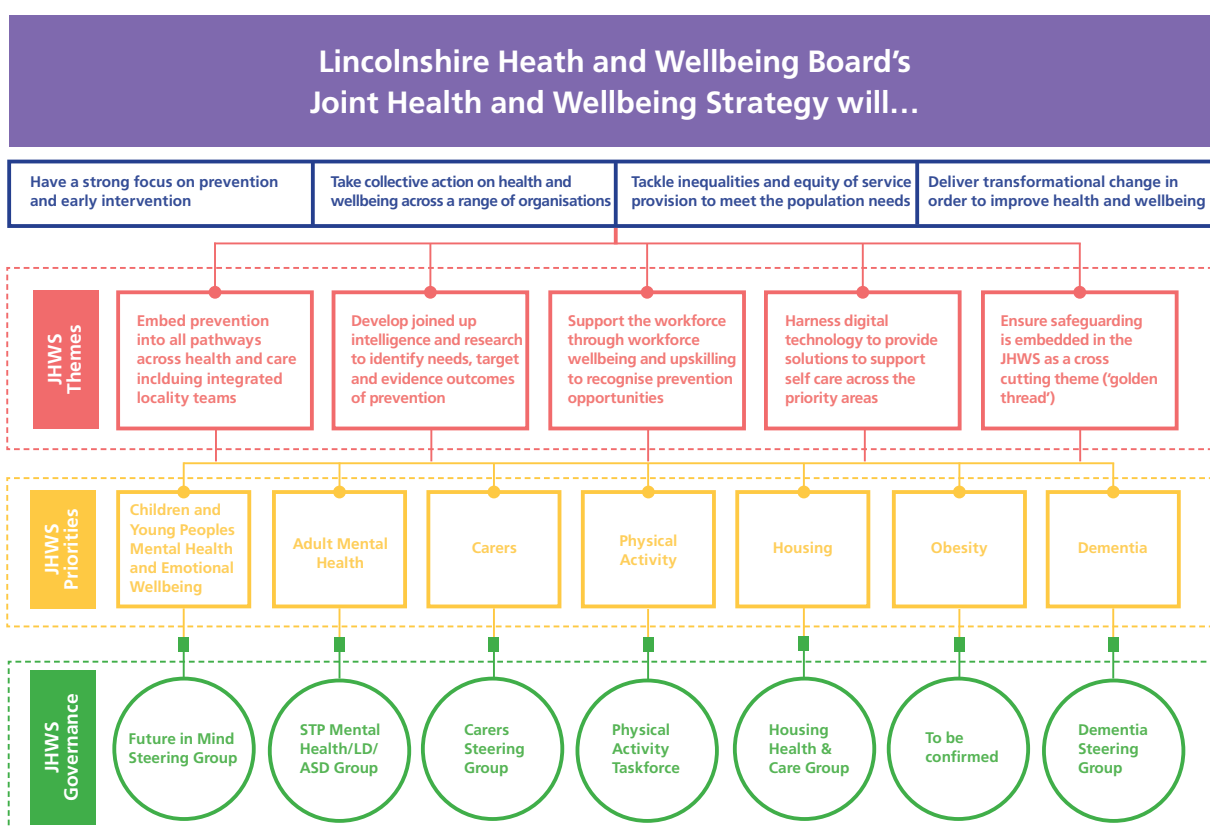 Lincolnshire Heath and Wellbeing Board's
Joint Health and Wellbeing Strategy will...
Have a strong focus on prevention
and early intervention
Take collective action on health and
wellbeing across a range of organisations
Tackle inequalities and equity of service
provision to meet the population needs
Deliver transformational change in
order to improve health and wellbeing
JHWS
Themes
Embed prevention
into all pathways
across health and care
inclduing integrated
locality teams
Develop joined up
intelligence and research
to identify needs, target
and evidence outcomes
of prevention
Support the workforce
through workforce
wellbeing and upskilling
to recognise prevention
opportunities
Harness digital
technology to provide
solutions to support
self care across the
priority areas
Ensure safeguarding
is embedded in the
JHWS as a cross
cutting theme ('golden
thread')
JHWS
Priorities
Children and
Young Peoples
Mental Health
and Emotional
Wellbeing
Adult Mental
Health
Carers
Physical
Activity
Housing
Obesity
Dementia
JHWS
Governance
Future in Mind
Steering Group
STP Mental
Health/LD/
ASD Group
Carers
Steering
Group
Physical
Activity
Taskforce
Housing
Health &
Care Group
To be
confirmed
Dementia
Steering
Group